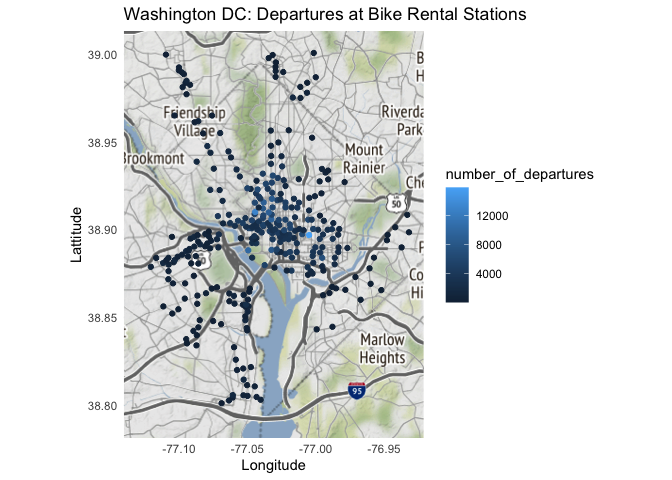 Washington DC: Departures at Bike Rental Stations
39.00
38.95
38.90
38.85
38.80
Lattitude
B
H
Friendship
Village
Riverda
Park
Brookmont
Mount
Rainier
Che
50
F
Co
Hi
Marlow
Heights
95
-77.10
-77.05
-77.00
-76.95
Longitude
number_of_departures
12000
8000
4000